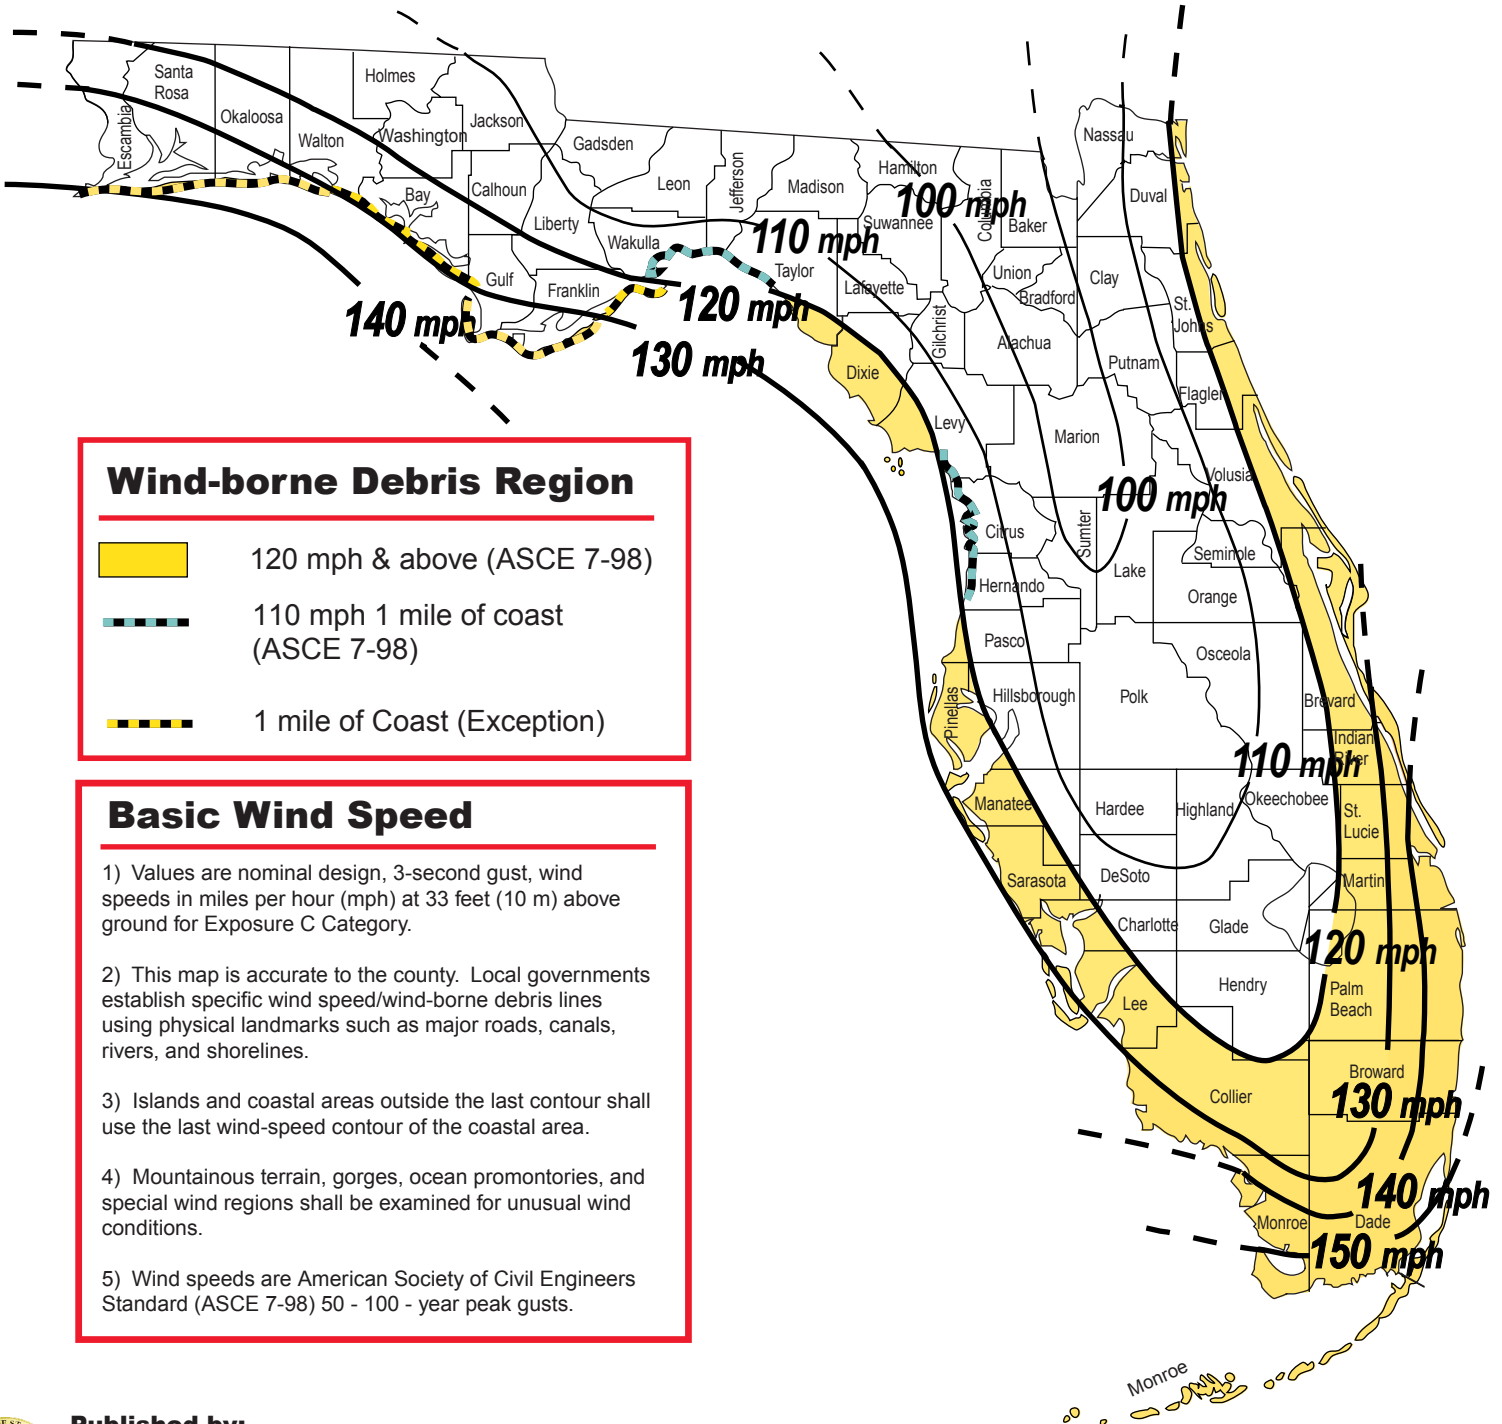 Holmes
Santa
Rosa
Escambia
Okaloosa
Walton
Washington
Jackson
Bay
Calhoun
Gadsden
Liberty
Leon
Wakulla
Jefferson
Madison
Gulf
Franklin
Taylor
Hamilton
Suwannee
Lafayette
Columbia
Baker
Nassau
Duval
Union
Bradford
Clay
St.
Johns
Gilchrist
Alachua
Putnam
Flagler
Dixie
Levy
Marion
Volusia
Citrus
Sumter
Lake
Seminole
Hernando
Orange
Pasco
Osceola
Pinellas
Hillsborough
Polk
Brevard
Indian
River
Manatee
Hardee
Highland
Okeechobee
St.
Lucie
Sarasota
DeSoto
Martin
Charlotte
Glade
Lee
Hendry
Palm
Beach
Collier
Broward
Monroe
Dade
Monroe
100 mph
110 mph
120 mph
130 mph
140 mph
100 mph
110 mph
120 mph
130 mph
140 mph
150 mph
Wind-borne Debris Region
120 mph & above (ASCE 7-98)
110 mph 1 mile of coast
(ASCE 7-98)
1 mile of Coast (Exception)
Basic Wind Speed
1) Values are nominal design, 3-second gust, wind
speeds in miles per hour (mph) at 33 feet (10 m) above
ground for Exposure C Category.
2) This map is accurate to the county. Local governments
establish specific wind speed/wind-borne debris lines
using physical landmarks such as major roads, canals,
rivers, and shorelines.
3) Islands and coastal areas outside the last contour shall
use the last wind-speed contour of the coastal area.
4) Mountainous terrain, gorges, ocean promontories, and
special wind regions shall be examined for unusual wind
conditions.
5) Wind speeds are American Society of Civil Engineers
Standard (ASCE 7-98) 50 - 100 - year peak gusts.
Published by: